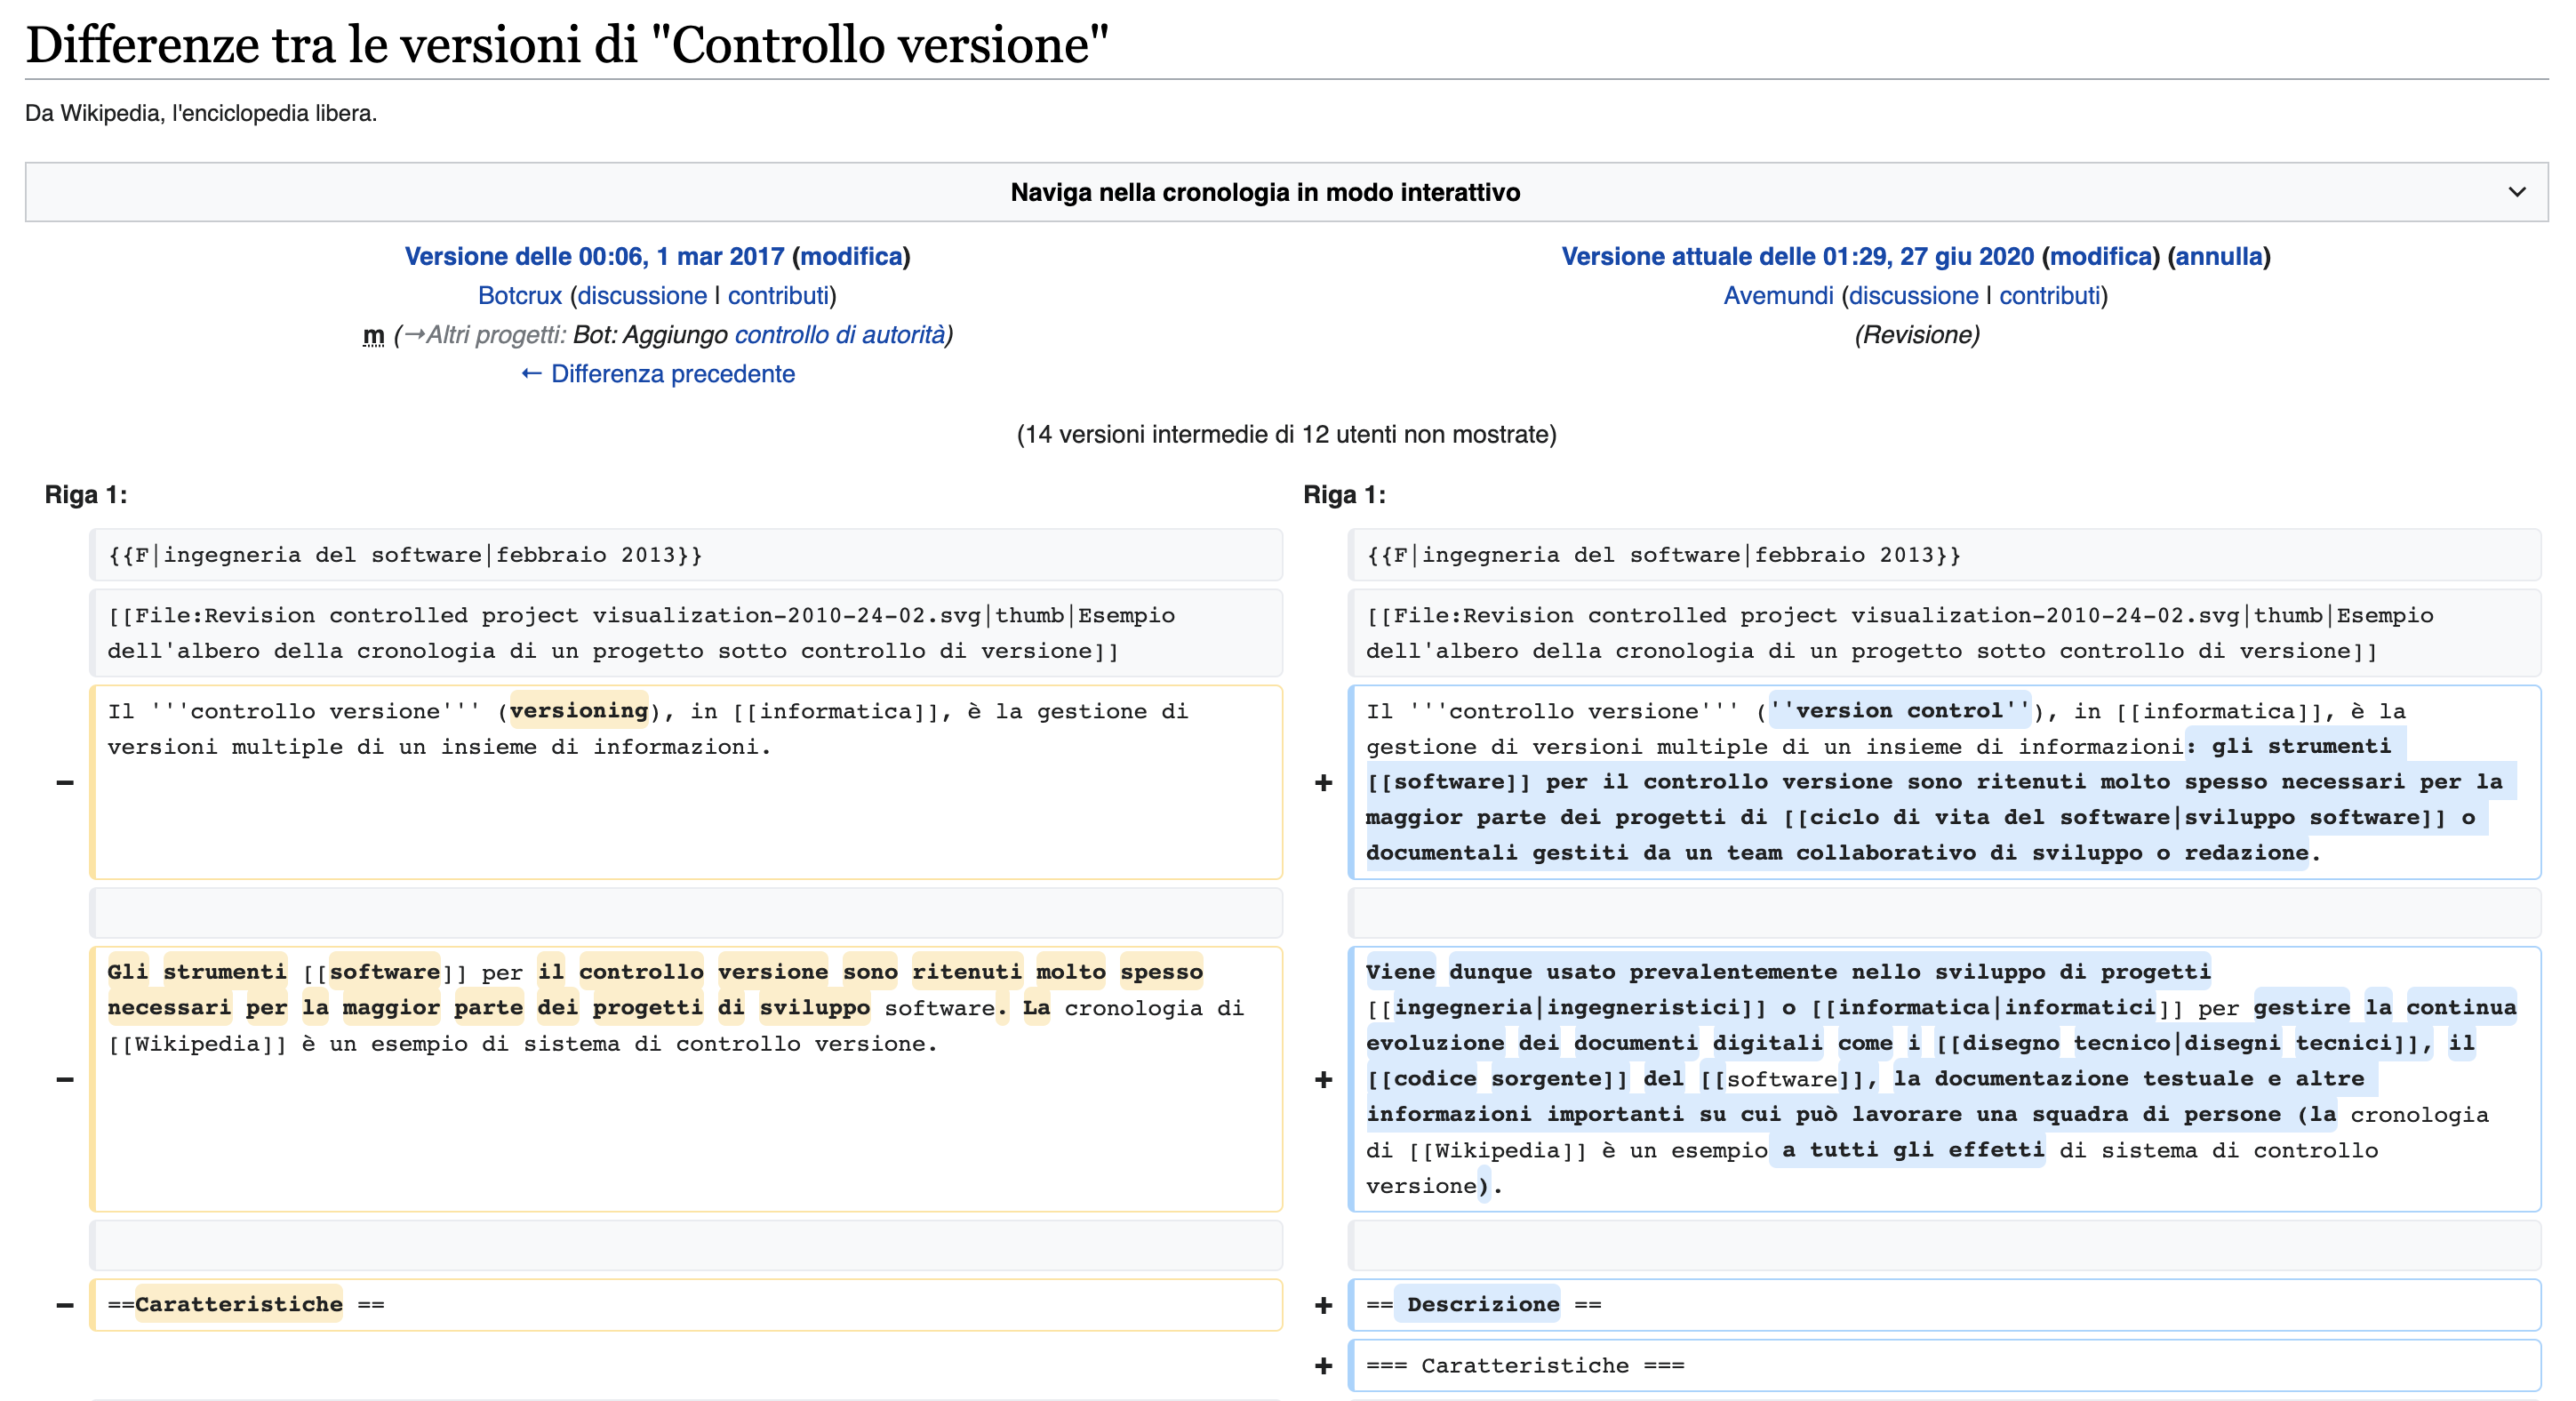 Differenze tra le versioni di "Controllo versione"
Da Wikipedia, l'enciclopedia libera.
Naviga nella cronologia in modo interattivo
Versione delle 00:06, 1 mar 2017 (modifica)
Botcrux (discussione | contributi)
m (→Altri progetti: Bot: Aggiungo controllo di autorità)
← Differenza precedente
Versione attuale delle 01:29, 27 giu 2020 (modifica) (annulla)
Avemundi (discussione | contributi)
(Revisione)
(14 versioni intermedie di 12 utenti non mostrate)
Riga 1:
Riga 1:
{{F|ingegneria del software|febbraio 2013}}
{{F|ingegneria del software|febbraio 2013}}
[[File:Revision controlled project visualization-2010-24-02.svg|thumb|Esempio
dell'albero della cronologia di un progetto sotto controllo di versione]]
[[File:Revision controlled project visualization-2010-24-02.svg|thumb|Esempio
dell'albero della cronologia di un progetto sotto controllo di versione]]
−
Il '''controllo versione''' (versioning), in [[informatica]], è la gestione di
versioni multiple di un insieme di informazioni.
+
Il '''controllo versione''' (''version control''), in [[informatica]], è la
gestione di versioni multiple di un insieme di informazioni: gli strumenti
[[software]] per il controllo versione sono ritenuti molto spesso necessari per la
maggior parte dei progetti di [[ciclo di vita del software|sviluppo software]] o
documentali gestiti da un team collaborativo di sviluppo o redazione.
−
Gli strumenti [[software]] per il controllo versione sono ritenuti molto spesso
necessari per la maggior parte dei progetti di sviluppo software. La cronologia di
[[Wikipedia]] è un esempio di sistema di controllo versione.
+
Viene dunque usato prevalentemente nello sviluppo di progetti
[[ingegneria|ingegneristici]] o [[informatica|informatici]] per gestire la continua
evoluzione dei documenti digitali come i [[disegno tecnico|disegni tecnici]], il
[[codice sorgente]] del [[software]], la documentazione testuale e altre
informazioni importanti su cui può lavorare una squadra di persone (la cronologia
di [[Wikipedia]] è un esempio a tutti gli effetti di sistema di controllo
versione).
−
==Caratteristiche ==
+
== Descrizione ==
+
=== Caratteristiche ===